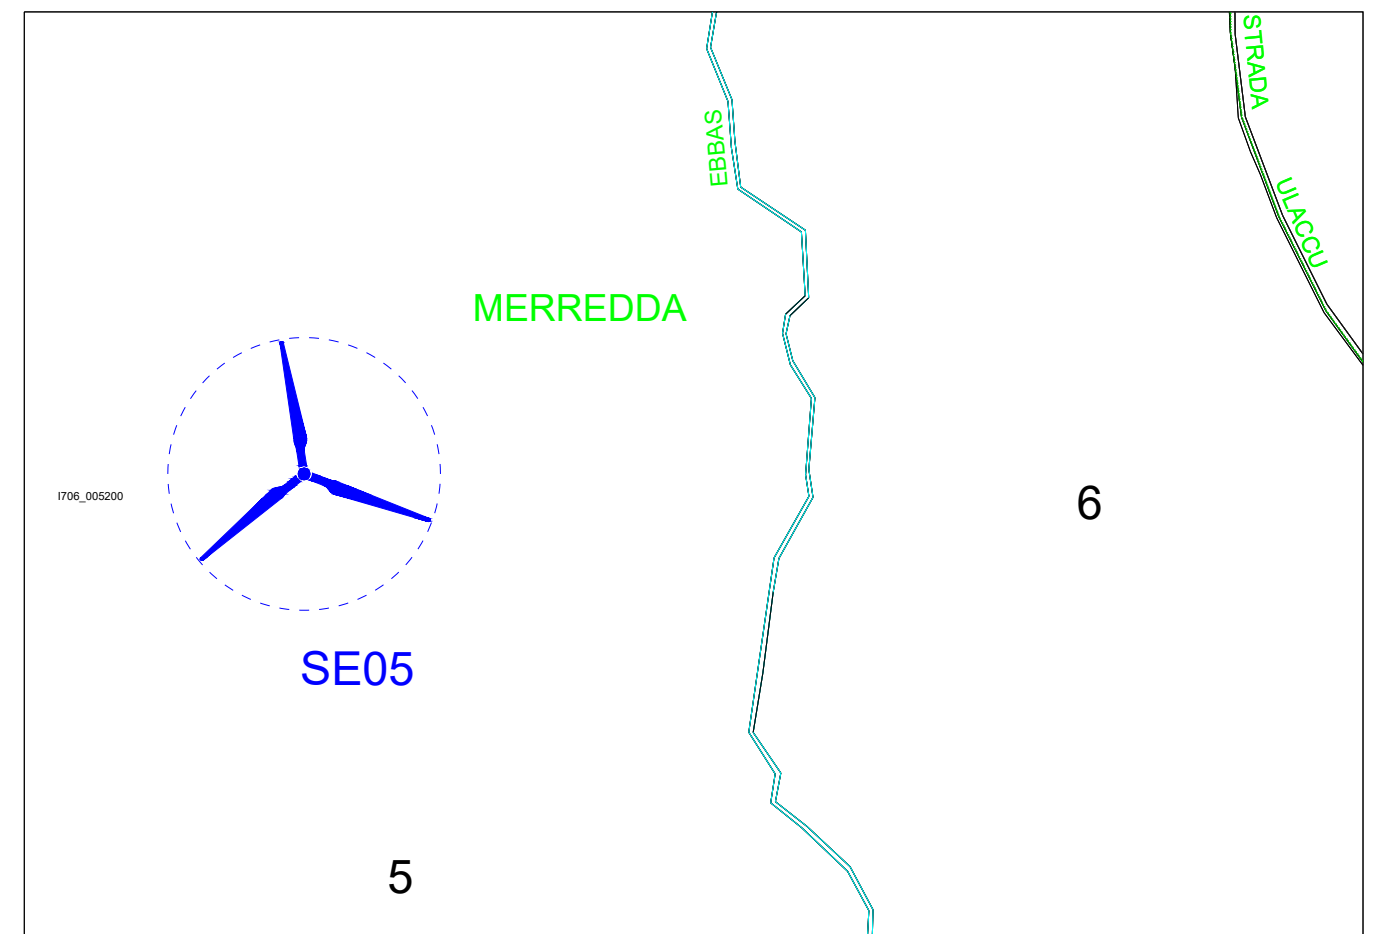 STRADA
EBBAS
ULACCU
MERREDDA
I706_005200
6
SE05
5